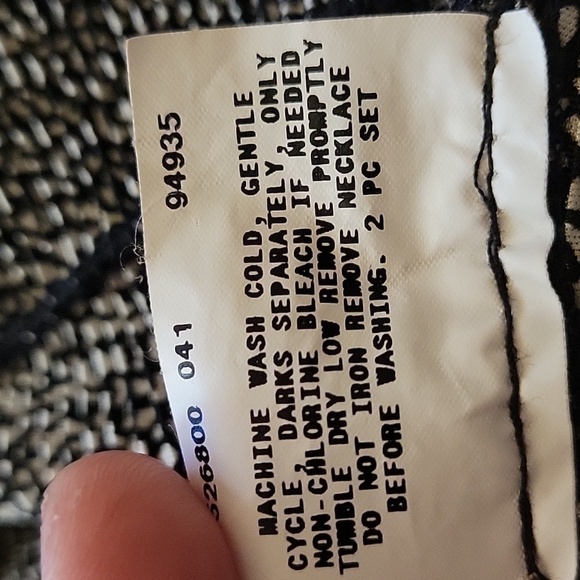 526800 041 94935
MACHINE WASH COLD, GENTLE
CYCLE, DARKS SEPARATELY, ONLY
NON-CHLORINE BLEACH IF NEEDED
TUMBLE DRY LOW REMOVE PROMPTLY
DO NOT IRON REMOVE NECKLACE
BEFORE WASHING. 2 PC SET